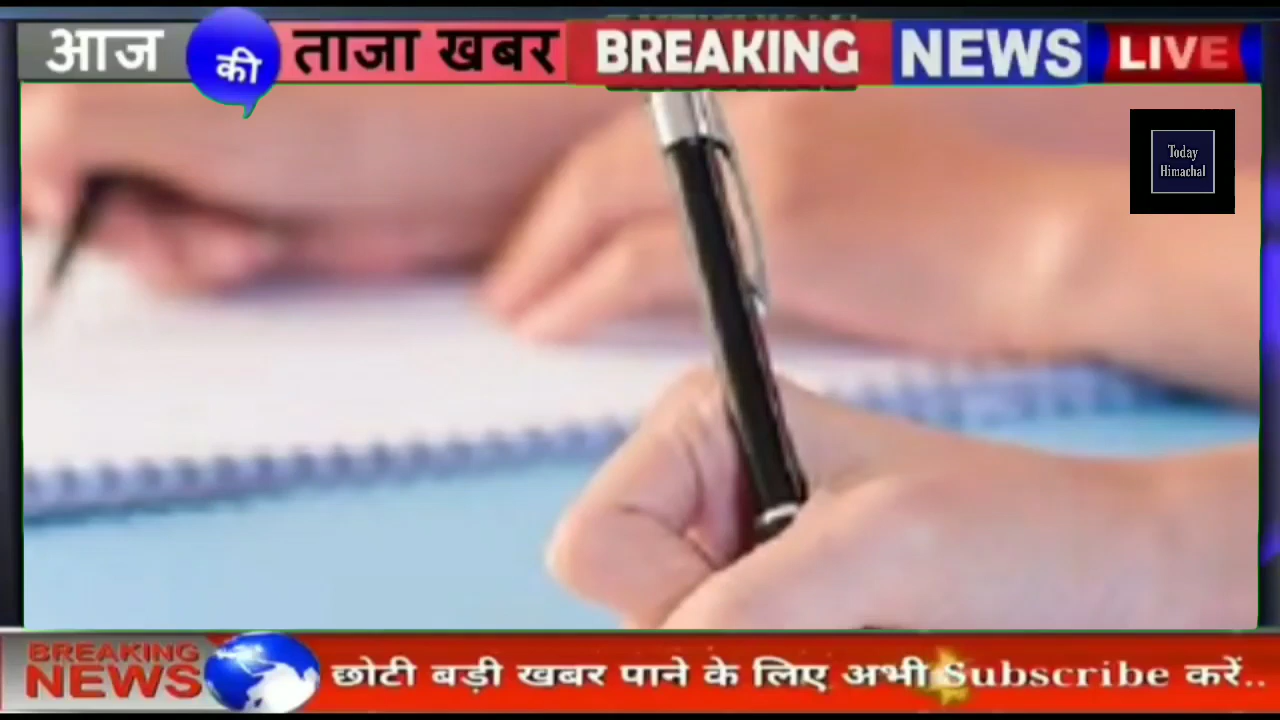 आज की ताजा खबर BREAKING NEWS LIVE
Today
Himachal
BREAKING
NEWS
छोटी बड़ी खबर पाने के लिए अभी Subscribe करें..